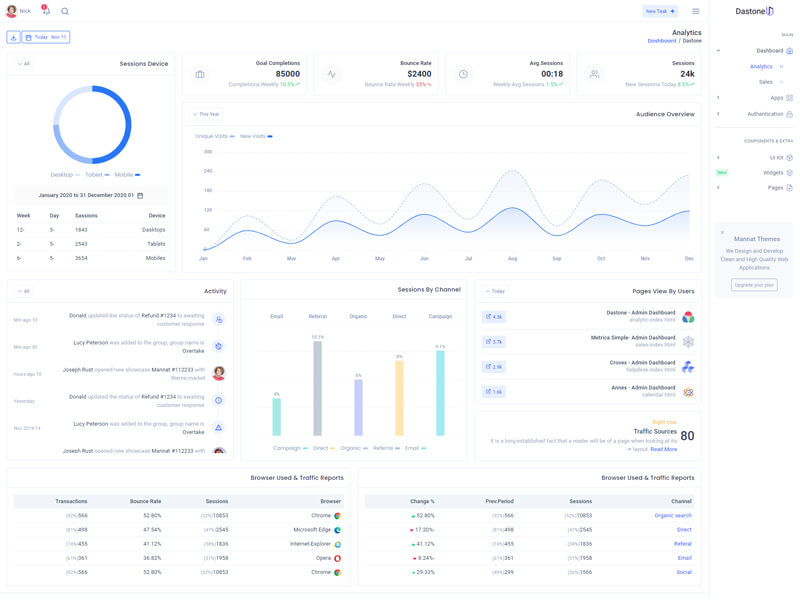 Nick
1
New Task +
Dastone
Today Nov 11
Analytics
Dashboard / Dastone
MAIN
Dashboard
Analytics
Sales
Apps
Authentication
COMPONENTS & EXTRA
UI Kit
New
Widgets
Pages
×
Mannat Themes
We Design and Develop
Clean and High Quality Web
Applications
Upgrade your plan
All
Sessions Device
Desktop
Tablet
Mobile
January 2020 to 31 December 2020 01
Week Day Sassions Device
12- 3- 1843 Dasktops
2- 5- 2543 Tablets
6- 5- 3654 Mobiles
Goal Completions
85000
Completions Weekly 10.5%
Bounce Rate
$2400
Bounce Rate Weekly 35%
Avg.Sessions
00:18
Weekly Avg.Sessions 1.5%
Sessions
24k
New Sessions Today 8.5%
This Year
Audience Overview
Unique Visits
New Visits
300
240
180
120
60
0
Jan Feb Mar Apr May Jun Jul Aug Sep Oct Nov Dec
All
Activity
Min ago 10
Donald updated the status of Refund #1234 to awaiting
customer response
Min ago 50
Lucy Peterson was added to the group, group name is
Overtake
hours ago 10
Joseph Rust opened new showcase Mannat #112233 with
theme market
Yesterday
Donald updated the status of Refund #1234 to awaiting
customer response
Nov 2019 14
Lucy Peterson was added to the group, group name is
Overtake
Joseph Rust opened new showcase Mannat #112233 with
Sessions By Channel
Email Referral Organic Direct Campaign
4%
10.1%
6%
8%
9.1%
Campaign
Direct
Organic
Referral
Email
Today
Pages View By Users
4.3k
Dastone - Admin Dashboard
analytic-index.html
3.7k
Metrica Simple- Admin Dashboard
sales-index.html
2.9k
Crovex - Admin Dashboard
helpdesk-index.html
1.6k
Annex - Admin Dashboard
calendar.html
Right now
Traffic Sources
80
It is a long established fact that a reader will be of a page when looking at its
layout. Read More
Browser Used & Traffic Reports
Transactions Bounce Rate Sessions Browser
(92%)566 52.80% (52%)10853 Chrome
(81%)498 47.54% (47%)2545 Microsoft Edge
(74%)455 41.12% (38%)1836 Internet-Explorer
(61%)361 36.82% (31%)1958 Opera
(92%)566 52.80% (52%)10853 Chrome
Browser Used & Traffic Reports
Change % Prev.Period Sessions Channel
52.80% (92%)566 (52%)10853 Organic search
17.20%- (81%)498 (47%)2545 Direct
41.12% (74%)455 (38%)1836 Referal
8.24%- (61%)361 (31%)1958 Email
29.33% (49%)299 (26%)1566 Social